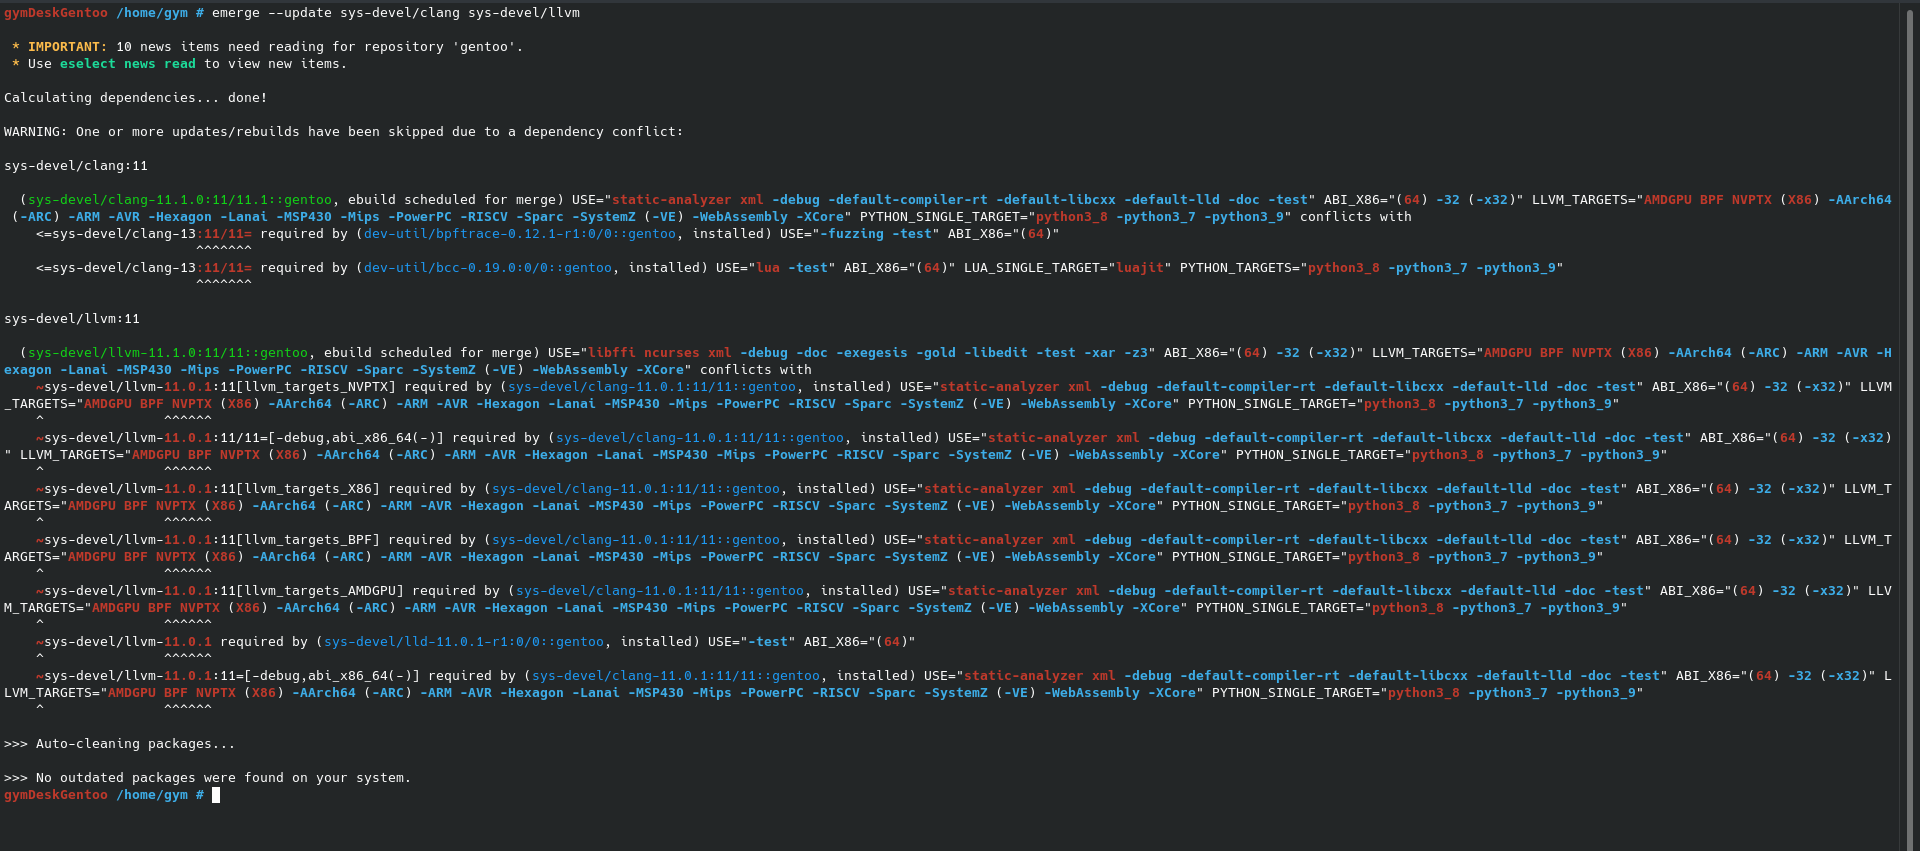 gymDeskGentoo /home/gym # emerge --update sys-devel/clang sys-devel/llvm
 * IMPORTANT: 10 news items need reading for repository 'gentoo'.
 * Use eselect news read to view new items.
Calculating dependencies... done!
WARNING: One or more updates/rebuilds have been skipped due to a dependency conflict:
sys-devel/clang:11
  (sys-devel/clang-11.1.0:11/11.1::gentoo, ebuild scheduled for merge) USE="static-analyzer xml -debug -default-compiler-rt -default-libcxx -default-lld -doc -test" ABI_X86="(64) -32 (-x32)" LLVM_TARGETS="AMDGPU BPF NVPTX (X86) -AArch64
 (-ARC) -ARM -AVR -Hexagon -Lanai -MSP430 -Mips -PowerPC -RISCV -Sparc -SystemZ (-VE) -WebAssembly -XCore" PYTHON_SINGLE_TARGET="python3_8 -python3_7 -python3_9" conflicts with
    <=sys-devel/clang-13:11/11= required by (dev-util/bpftrace-0.12.1-r1:0/0::gentoo, installed) USE="-fuzzing -test" ABI_X86="(64)"
                        ^^^^^^^
    <=sys-devel/clang-13:11/11= required by (dev-util/bcc-0.19.0:0/0::gentoo, installed) USE="lua -test" ABI_X86="(64)" LUA_SINGLE_TARGET="luajit" PYTHON_TARGETS="python3_8 -python3_7 -python3_9"
                        ^^^^^^^
sys-devel/llvm:11
  (sys-devel/llvm-11.1.0:11/11::gentoo, ebuild scheduled for merge) USE="libffi ncurses xml -debug -doc -exegesis -gold -libedit -test -xar -z3" ABI_X86="(64) -32 (-x32)" LLVM_TARGETS="AMDGPU BPF NVPTX (X86) -AArch64 (-ARC) -ARM -AVR -H
exagon -Lanai -MSP430 -Mips -PowerPC -RISCV -Sparc -SystemZ (-VE) -WebAssembly -XCore" conflicts with
    ~sys-devel/llvm-11.0.1:11[llvm_targets_NVPTX] required by (sys-devel/clang-11.0.1:11/11::gentoo, installed) USE="static-analyzer xml -debug -default-compiler-rt -default-libcxx -default-lld -doc -test" ABI_X86="(64) -32 (-x32)" LLVM
_TARGETS="AMDGPU BPF NVPTX (X86) -AArch64 (-ARC) -ARM -AVR -Hexagon -Lanai -MSP430 -Mips -PowerPC -RISCV -Sparc -SystemZ (-VE) -WebAssembly -XCore" PYTHON_SINGLE_TARGET="python3_8 -python3_7 -python3_9"
    ^               ^^^^^^
    ~sys-devel/llvm-11.0.1:11/11=[-debug,abi_x86_64(-)] required by (sys-devel/clang-11.0.1:11/11::gentoo, installed) USE="static-analyzer xml -debug -default-compiler-rt -default-libcxx -default-lld -doc -test" ABI_X86="(64) -32 (-x32)
" LLVM_TARGETS="AMDGPU BPF NVPTX (X86) -AArch64 (-ARC) -ARM -AVR -Hexagon -Lanai -MSP430 -Mips -PowerPC -RISCV -Sparc -SystemZ (-VE) -WebAssembly -XCore" PYTHON_SINGLE_TARGET="python3_8 -python3_7 -python3_9"
    ^               ^^^^^^
    ~sys-devel/llvm-11.0.1:11[llvm_targets_X86] required by (sys-devel/clang-11.0.1:11/11::gentoo, installed) USE="static-analyzer xml -debug -default-compiler-rt -default-libcxx -default-lld -doc -test" ABI_X86="(64) -32 (-x32)" LLVM_T
ARGETS="AMDGPU BPF NVPTX (X86) -AArch64 (-ARC) -ARM -AVR -Hexagon -Lanai -MSP430 -Mips -PowerPC -RISCV -Sparc -SystemZ (-VE) -WebAssembly -XCore" PYTHON_SINGLE_TARGET="python3_8 -python3_7 -python3_9"
    ^               ^^^^^^
    ~sys-devel/llvm-11.0.1:11[llvm_targets_BPF] required by (sys-devel/clang-11.0.1:11/11::gentoo, installed) USE="static-analyzer xml -debug -default-compiler-rt -default-libcxx -default-lld -doc -test" ABI_X86="(64) -32 (-x32)" LLVM_T
ARGETS="AMDGPU BPF NVPTX (X86) -AArch64 (-ARC) -ARM -AVR -Hexagon -Lanai -MSP430 -Mips -PowerPC -RISCV -Sparc -SystemZ (-VE) -WebAssembly -XCore" PYTHON_SINGLE_TARGET="python3_8 -python3_7 -python3_9"
    ^               ^^^^^^
    ~sys-devel/llvm-11.0.1:11[llvm_targets_AMDGPU] required by (sys-devel/clang-11.0.1:11/11::gentoo, installed) USE="static-analyzer xml -debug -default-compiler-rt -default-libcxx -default-lld -doc -test" ABI_X86="(64) -32 (-x32)" LLV
M_TARGETS="AMDGPU BPF NVPTX (X86) -AArch64 (-ARC) -ARM -AVR -Hexagon -Lanai -MSP430 -Mips -PowerPC -RISCV -Sparc -SystemZ (-VE) -WebAssembly -XCore" PYTHON_SINGLE_TARGET="python3_8 -python3_7 -python3_9"
    ^               ^^^^^^
    ~sys-devel/llvm-11.0.1 required by (sys-devel/lld-11.0.1-r1:0/0::gentoo, installed) USE="-test" ABI_X86="(64)"
    ^               ^^^^^^
    ~sys-devel/llvm-11.0.1:11=[-debug,abi_x86_64(-)] required by (sys-devel/clang-11.0.1:11/11::gentoo, installed) USE="static-analyzer xml -debug -default-compiler-rt -default-libcxx -default-lld -doc -test" ABI_X86="(64) -32 (-x32)" L
LVM_TARGETS="AMDGPU BPF NVPTX (X86) -AArch64 (-ARC) -ARM -AVR -Hexagon -Lanai -MSP430 -Mips -PowerPC -RISCV -Sparc -SystemZ (-VE) -WebAssembly -XCore" PYTHON_SINGLE_TARGET="python3_8 -python3_7 -python3_9"
    ^               ^^^^^^
>>> Auto-cleaning packages...
>>> No outdated packages were found on your system.
gymDeskGentoo /home/gym #